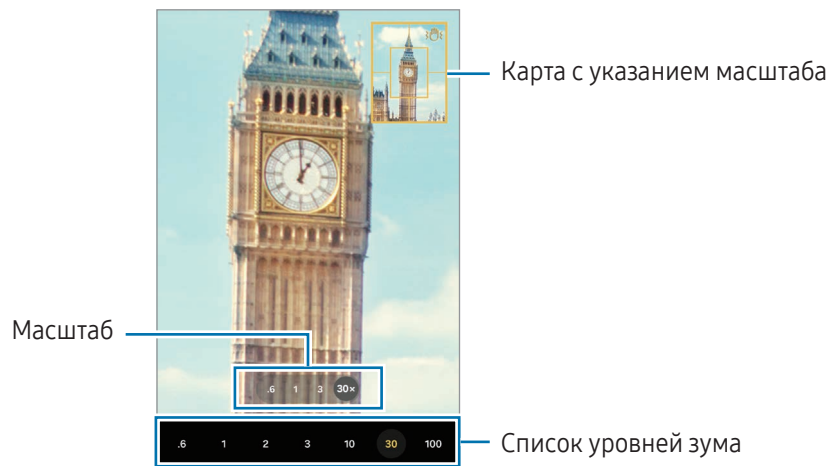 Карта с указанием масштаба
Масштаб
.6 1 3 30×
.6 1 2 3 10 30 100
Список уровней зума